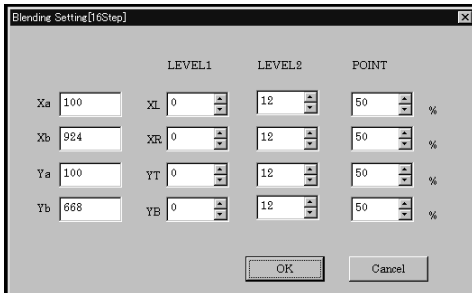 Blending Setting[16Step]
LEVEL1 LEVEL2 POINT
Xa 100 XL 0 12 50 %
Xb 924 XR 0 12 50 %
Ya 100 YT 0 12 50 %
Yb 668 YB 0 12 50 %
OK Cancel